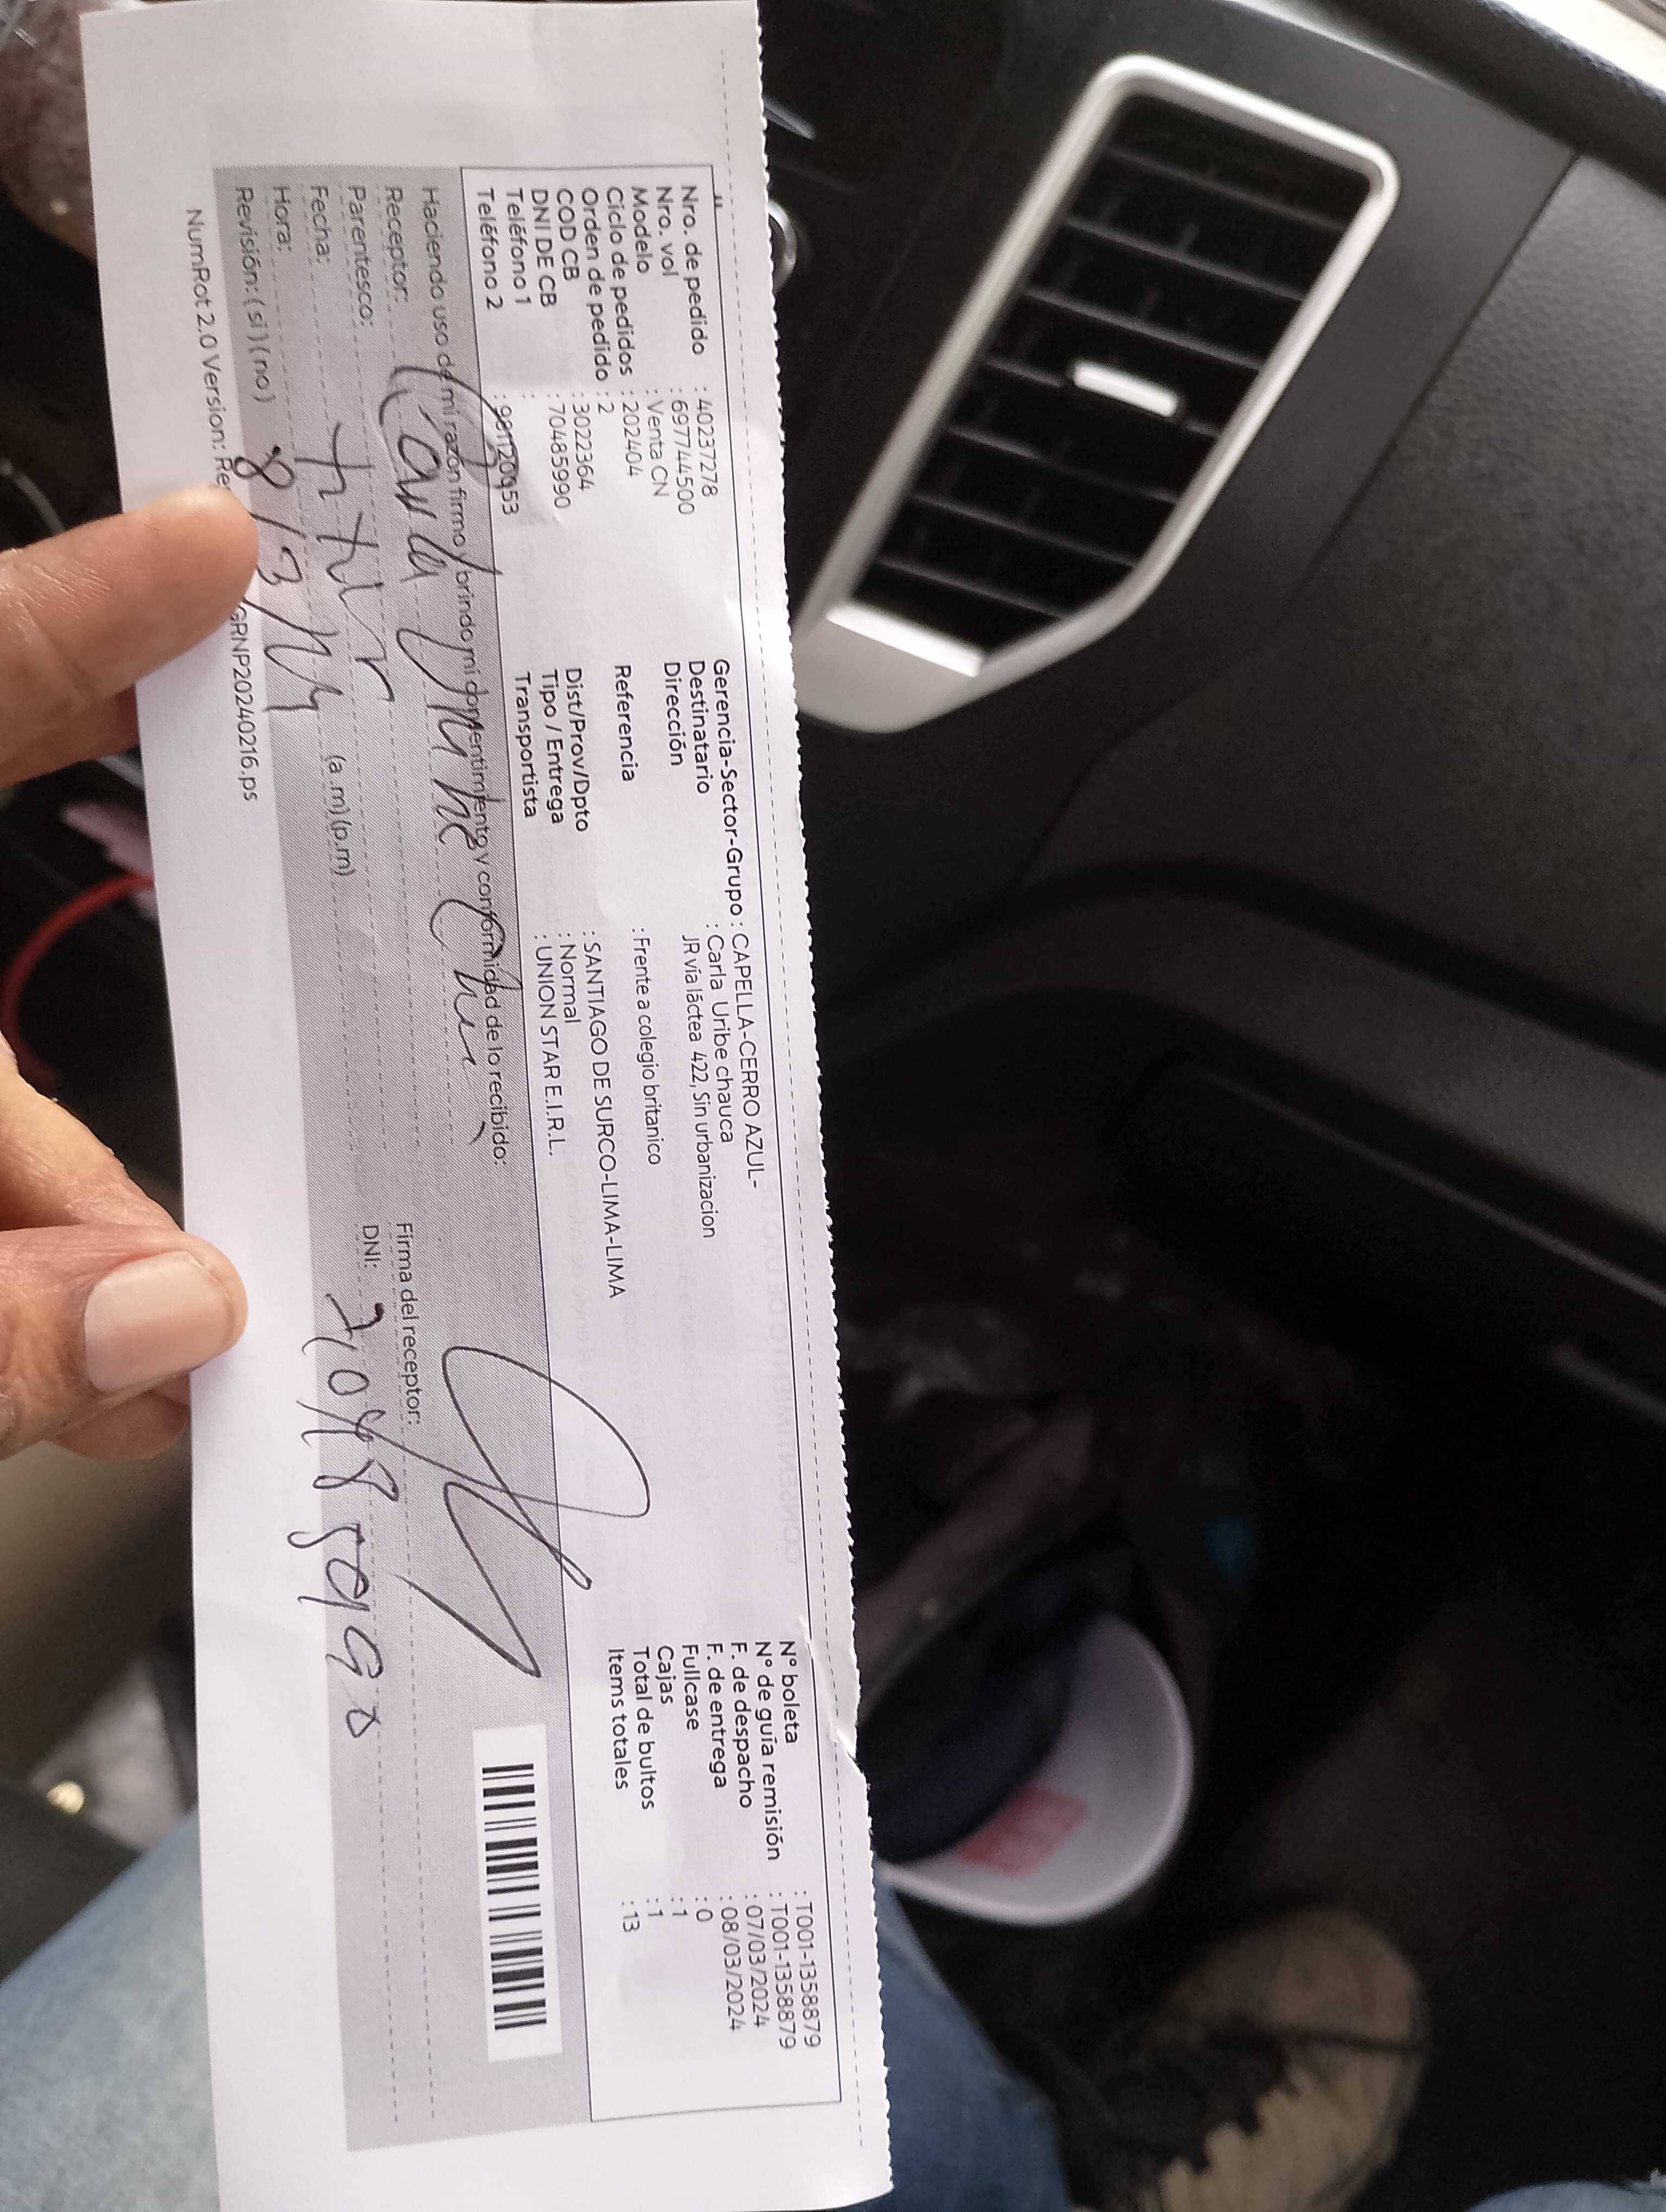 Nro. de pedido : 40237278
Nro. vol : 697744500
Modelo : Venta CN
Ciclo de pedidos : 202404
Orden de pedido : 2
COD CB : 3022364
DNI DE CB : 70485990
Teléfono 1 :
Teléfono 2 : 981120953
Gerencia-Sector-Grupo : CAPELLA-CERRO AZUL-
Destinatario : Carla Uribe chauca
Dirección JR vía láctea 422, Sin urbanizacion
Referencia : Frente a colegio britanico
Dist/Prov/Dpto : SANTIAGO DE SURCO-LIMA-LIMA
Tipo / Entrega : Normal
Transportista : UNION STAR E.I.R.L.
N° boleta : T001-1358879
N° de guía remisión : T001-1358879
F. de despacho : 07/03/2024
F. de entrega : 08/03/2024
Fullcase : 0
Cajas : 1
Total de bultos : 1
Items totales : 13
Haciendo uso de mi razón firmo y brindo mi consentimiento y conformidad de lo recibido:
Receptor: Carla Uribe
Parentesco: titular
Fecha: 8/3/24
Hora: (a.m)(p.m)
Revisión: (si)(no)
Firma del receptor:
DNI: 70485990
NumRot 2.0 Version: Re GRNP20240216.ps